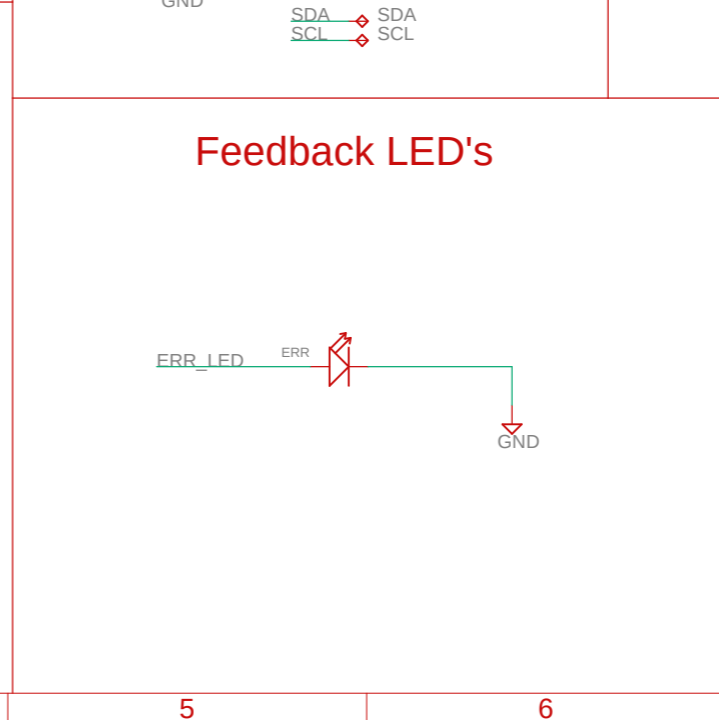 GND
SDA SDA
SCL SCL
Feedback LED's
ERR_LED ERR
GND
5 6